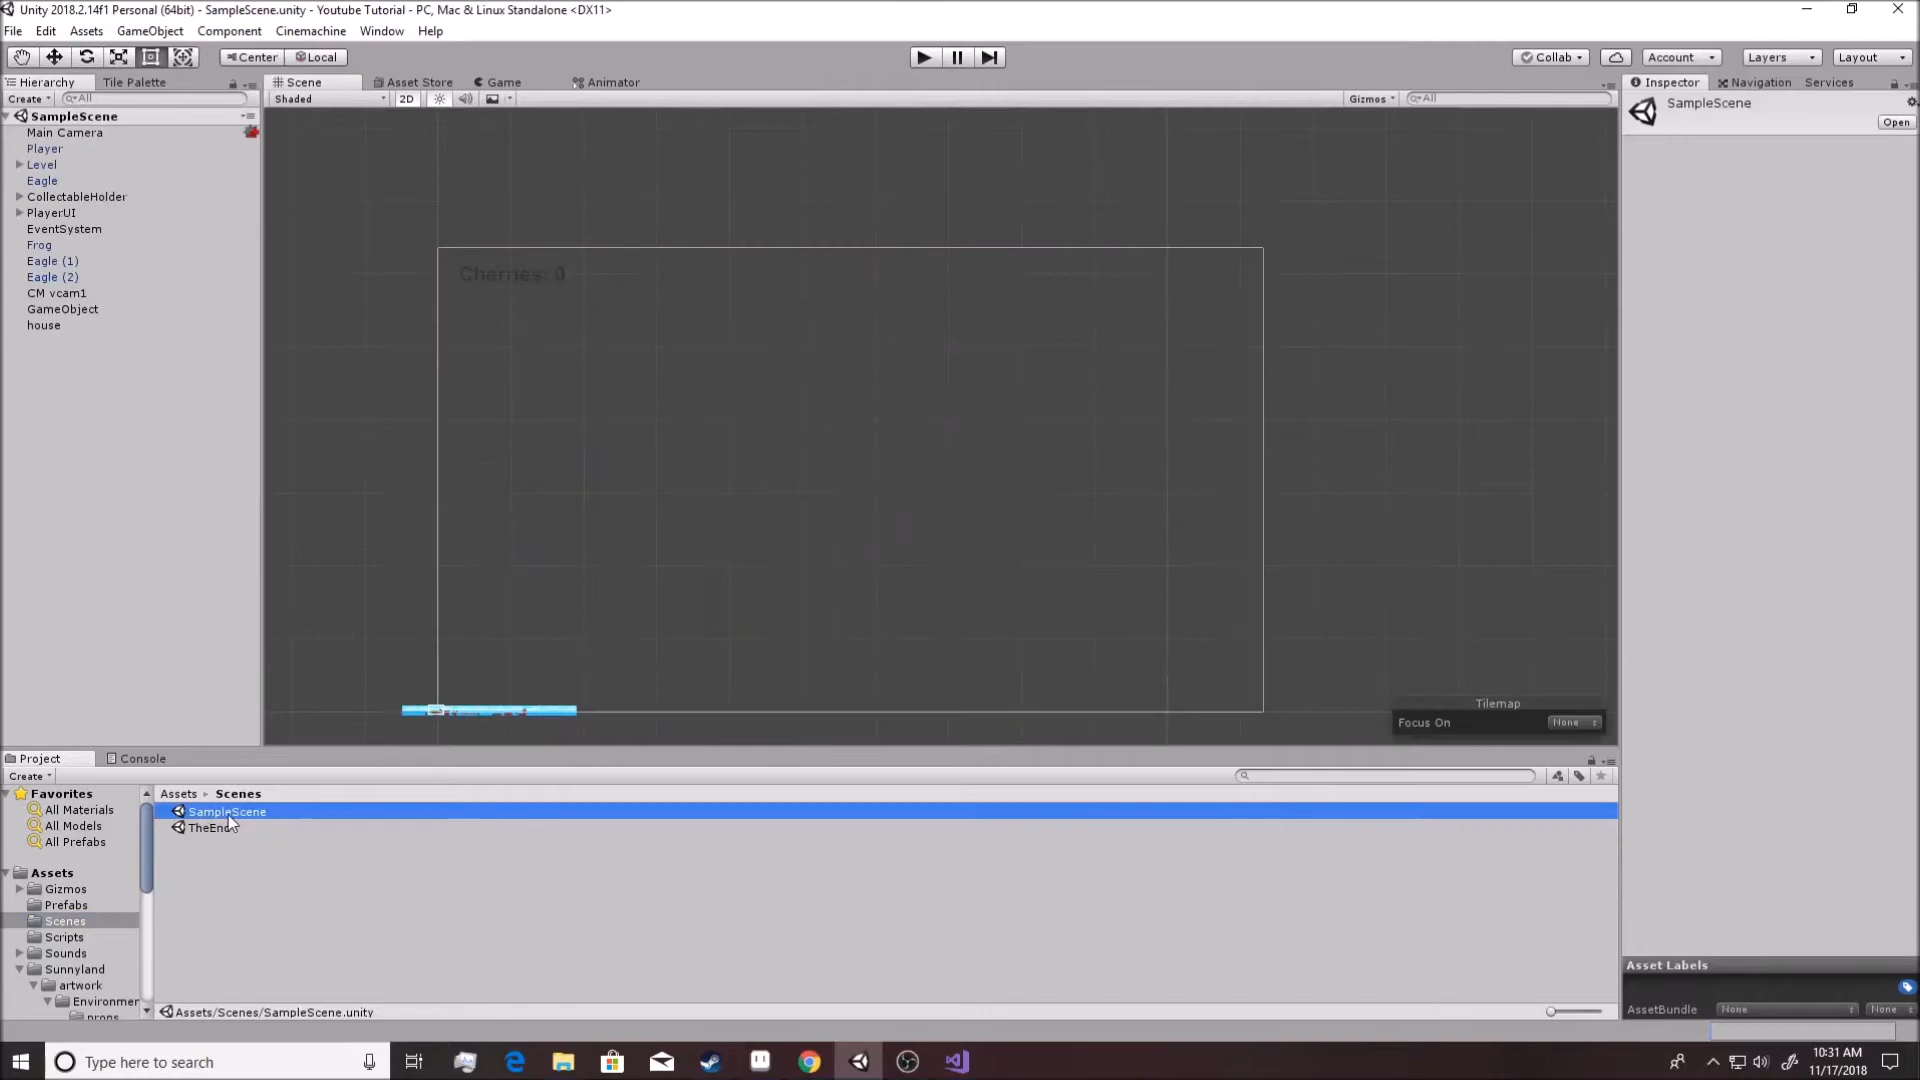 Unity 2018.2.14f1 Personal (64bit) - SampleScene.unity - Youtube Tutorial - PC, Mac & Linux Standalone <DX11>
File Edit Assets GameObject Component Cinemachine Window Help
Center Local Collab Account Layers Layout
Hierarchy Tile Palette
Create All
SampleScene
Main Camera
Player
Level
Eagle
CollectableHolder
PlayerUI
EventSystem
Frog
Eagle (1)
Eagle (2)
CM vcam1
GameObject
house
Scene Asset Store Game Animator
Shaded 2D Gizmos All
Cherries: 0
Tilemap
Focus On None
Inspector Navigation Services
SampleScene
Open
Project Console
Create
Favorites
All Materials
All Models
All Prefabs
Assets
Gizmos
Prefabs
Scenes
Scripts
Sounds
Sunnyland
artwork
Environmen
props
Assets Scenes
SampleScene
TheEnd
Assets/Scenes/SampleScene.unity
Asset Labels
AssetBundle None None
Type here to search
10:31 AM
11/17/2018